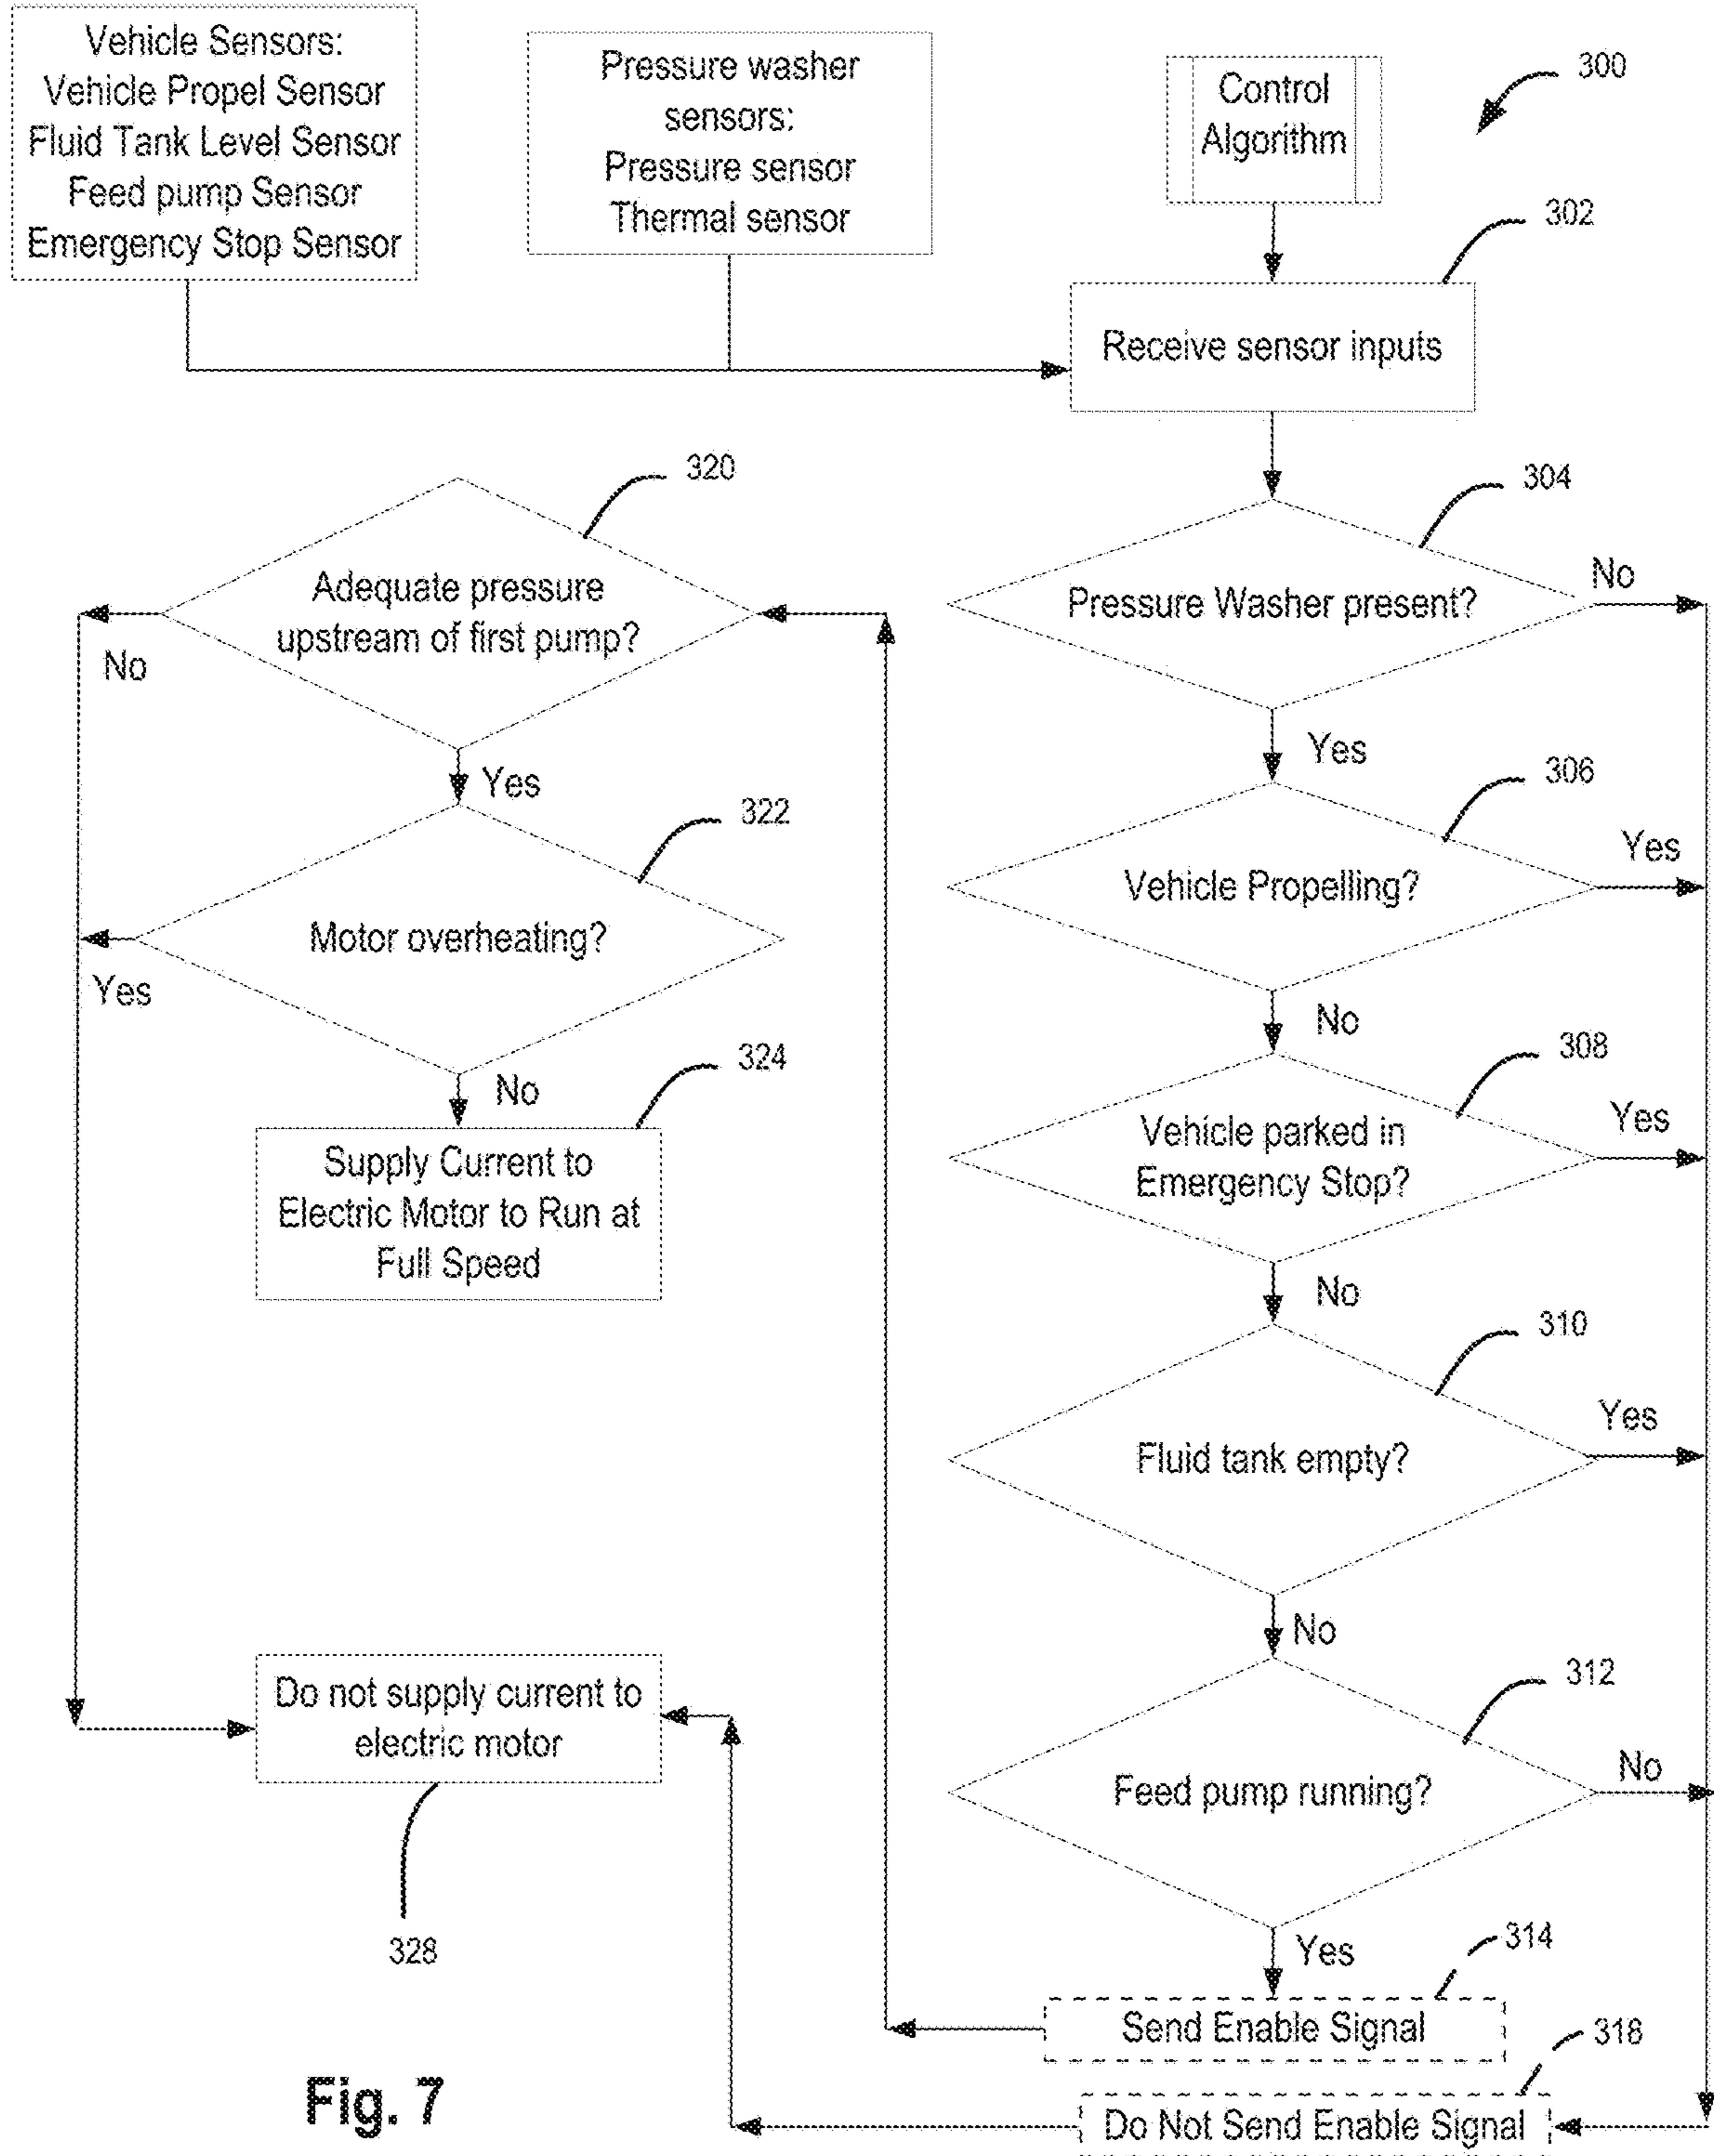 Vehicle Sensors:
Vehicle Propel Sensor
Fluid Tank Level Sensor
Feed pump Sensor
Emergency Stop Sensor
Pressure washer
sensors:
Pressure sensor
Thermal sensor
Control
Algorithm
300
302
Receive sensor inputs
320
304
Adequate pressure
upstream of first pump?
No
Yes
Pressure Washer present?
No
Yes
322
306
Motor overheating?
Yes
No
Vehicle Propelling?
Yes
No
324
308
Supply Current to
Electric Motor to Run at
Full Speed
Vehicle parked in
Emergency Stop?
Yes
No
310
Fluid tank empty?
Yes
No
312
Do not supply current to
electric motor
328
Feed pump running?
No
Yes
314
Send Enable Signal
318
Do Not Send Enable Signal
Fig. 7